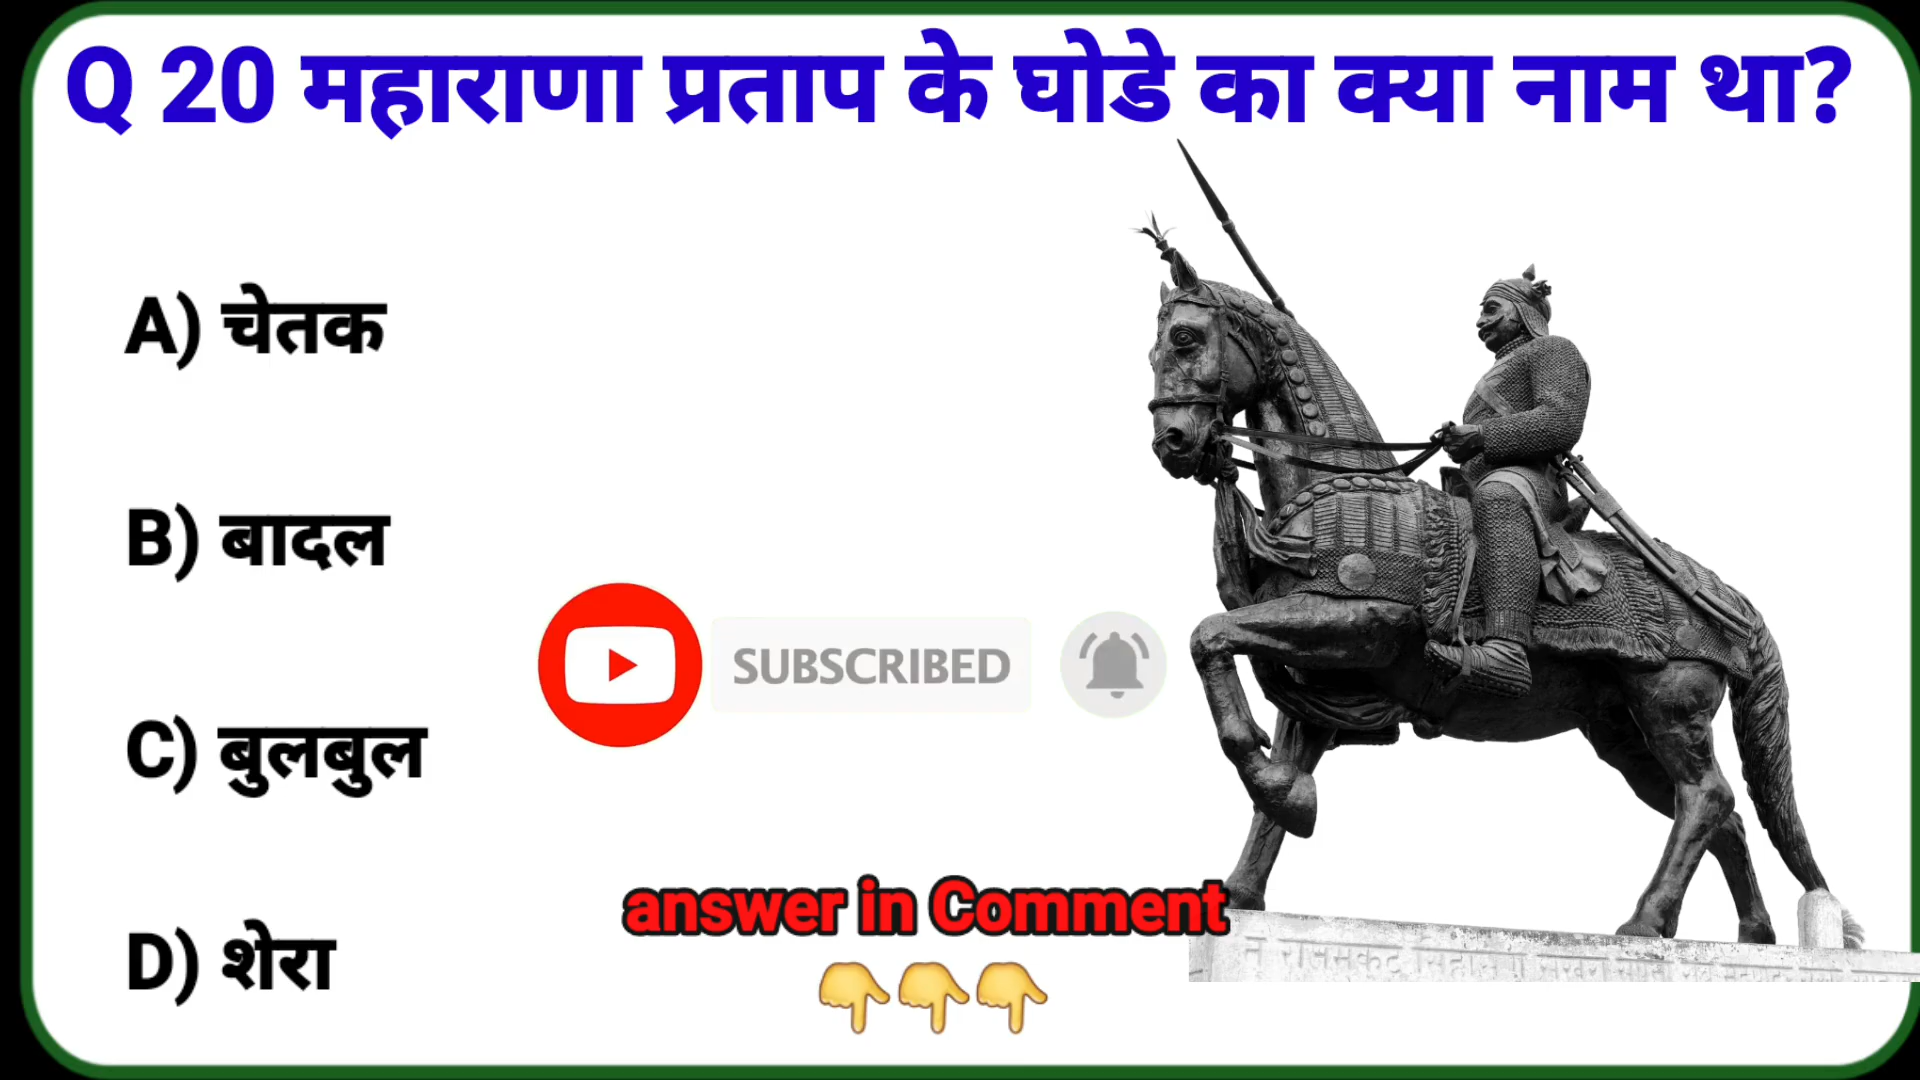 Q 20 महाराणा प्रताप के घोडे का क्या नाम था?
A) चेतक
B) बादल
SUBSCRIBED
C) बुलबुल
answer in Comment
D) शेरा